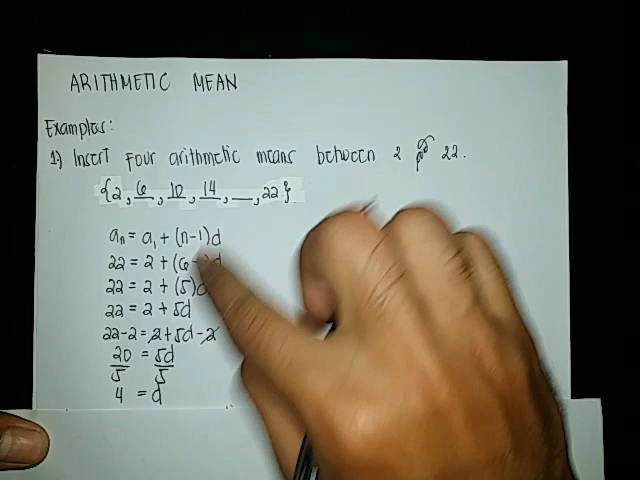 ARITHMETIC MEAN
Examples:
1) Insert four arithmetic means between 2 & 22.
{2, 6, 10, 14, __, 22}.
an = a1 + (n-1)d
22 = 2 + (6-
22 = 2 + (5)
22 = 2 + 5d
22-2 = 2+5d-2
20 = 5d
5 5
4 = d